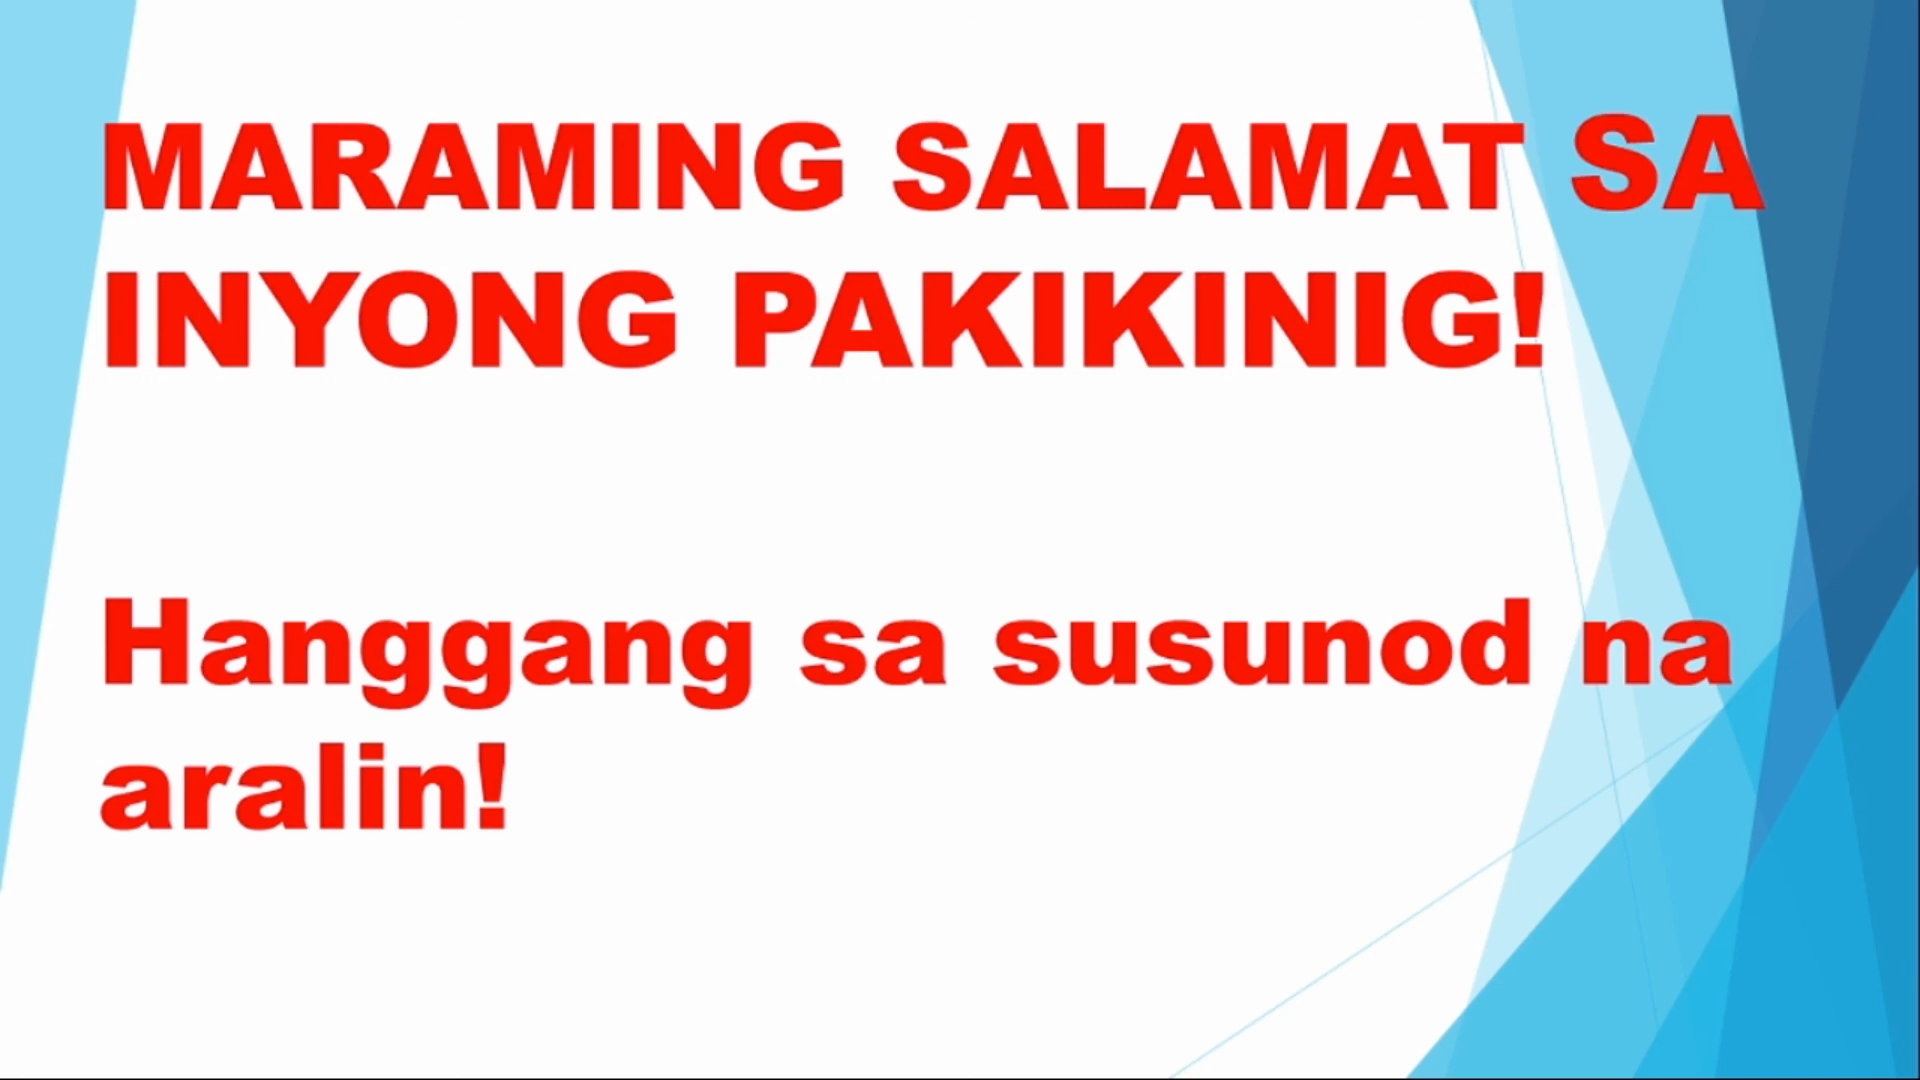 MARAMING SALAMAT SA
INYONG PAKIKINIG!
Hanggang sa susunod na
aralin!